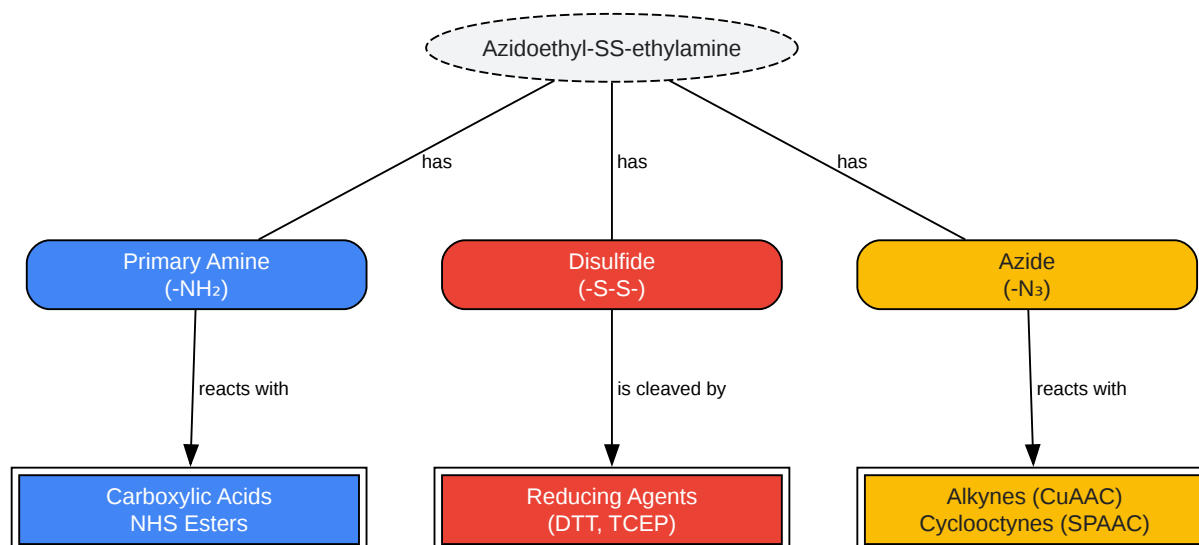 Azidoethyl-SS-ethylamine
has
has
has
Primary Amine
(-NH₂)
Disulfide
(-S-S-)
Azide
(-N₃)
reacts with
is cleaved by
reacts with
Carboxylic Acids
NHS Esters
Reducing Agents
(DTT, TCEP)
Alkynes (CuAAC)
Cyclooctynes (SPAAC)